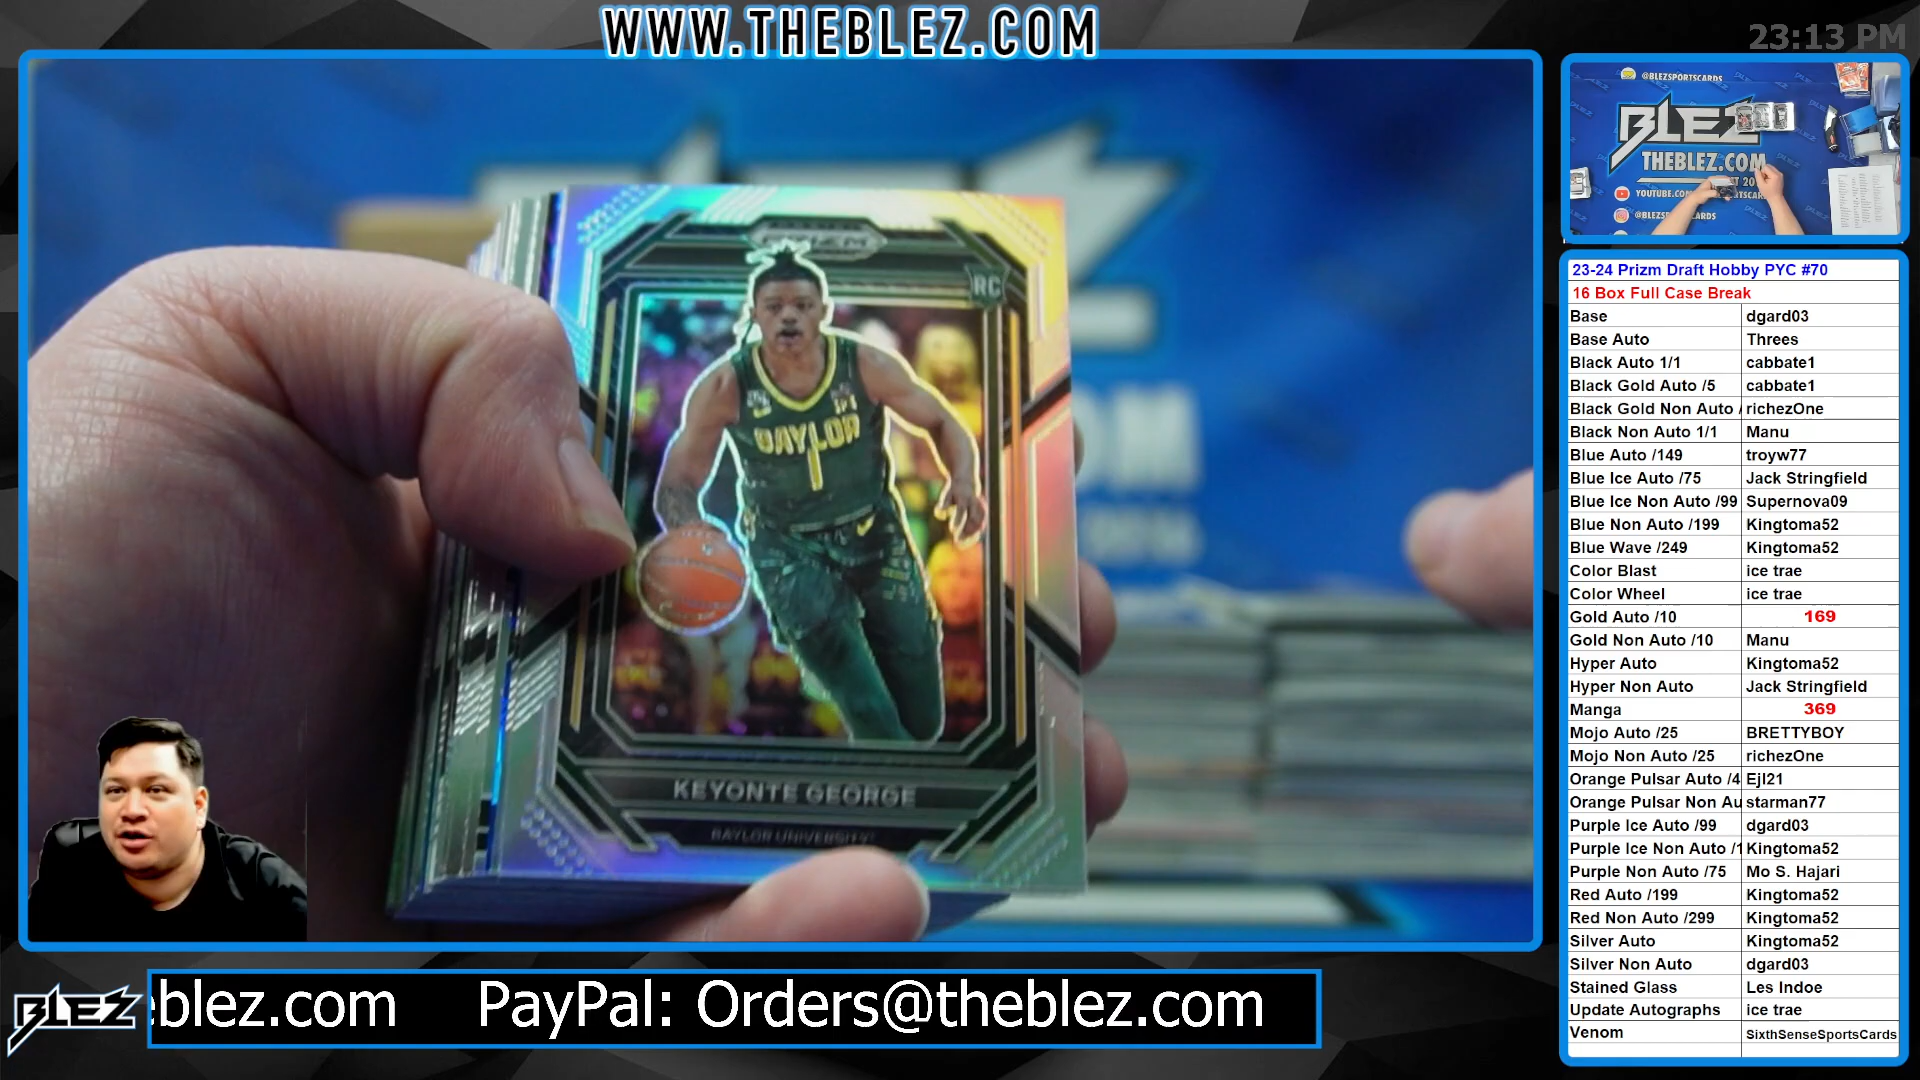 WWW.THEBLEZ.COM
23:13 PM
@BLEZSPORTSCARDS
BLEZ
THEBLEZ.COM
PRIZM
RC
BAYLOR
1
KEYONTE GEORGE
BAYLOR UNIVERSITY
23-24 Prizm Draft Hobby PYC #70
16 Box Full Case Break
Base dgard03
Base Auto Threes
Black Auto 1/1 cabbate1
Black Gold Auto /5 cabbate1
Black Gold Non Auto / richezOne
Black Non Auto 1/1 Manu
Blue Auto /149 troyw77
Blue Ice Auto /75 Jack Stringfield
Blue Ice Non Auto /99 Supernova09
Blue Non Auto /199 Kingtoma52
Blue Wave /249 Kingtoma52
Color Blast ice trae
Color Wheel ice trae
Gold Auto /10 169
Gold Non Auto /10 Manu
Hyper Auto Kingtoma52
Hyper Non Auto Jack Stringfield
Manga 369
Mojo Auto /25 BRETTYBOY
Mojo Non Auto /25 richezOne
Orange Pulsar Auto /4 Ejl21
Orange Pulsar Non Au starman77
Purple Ice Auto /99 dgard03
Purple Ice Non Auto /1 Kingtoma52
Purple Non Auto /75 Mo S. Hajari
Red Auto /199 Kingtoma52
Red Non Auto /299 Kingtoma52
Silver Auto Kingtoma52
Silver Non Auto dgard03
Stained Glass Les Indoe
Update Autographs ice trae
Venom SixthSenseSportsCards
BLEZ
blez.com PayPal: Orders@theblez.com